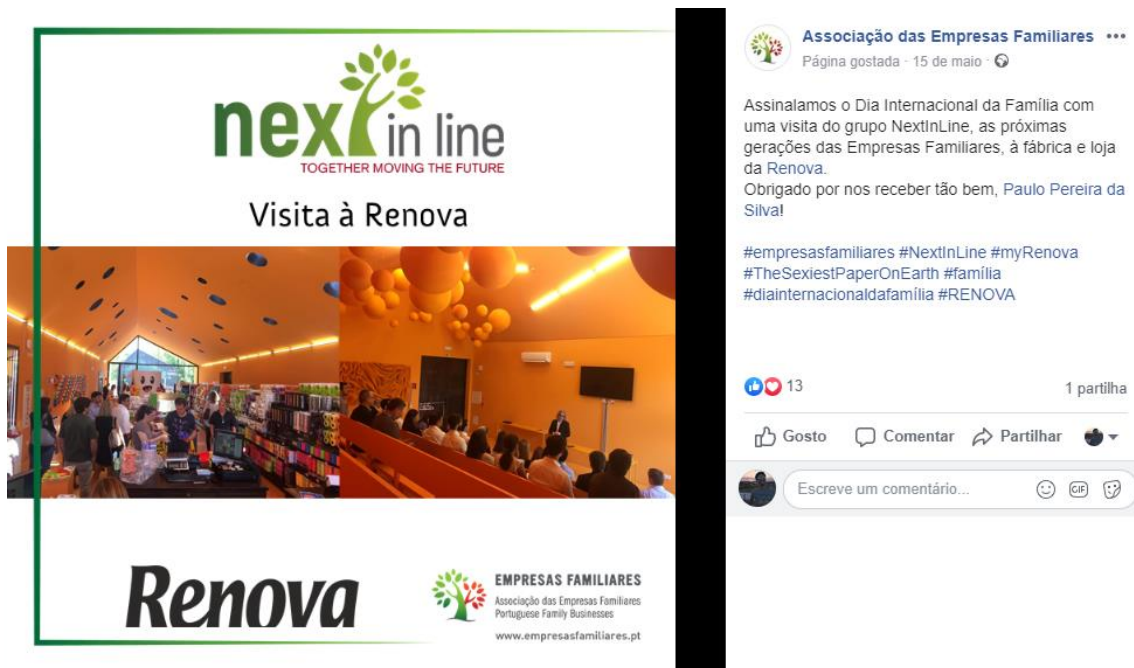 next in line
TOGETHER MOVING THE FUTURE
Visita à Renova
Renova
EMPRESAS FAMILIARES
Associação das Empresas Familiares
Portuguese Family Businesses
www.empresasfamiliares.pt
Associação das Empresas Familiares
Página gostada · 15 de maio ·
Assinalamos o Dia Internacional da Família com
uma visita do grupo NextInLine, as próximas
gerações das Empresas Familiares, à fábrica e loja
da Renova.
Obrigado por nos receber tão bem, Paulo Pereira da
Silva!
#empresasfamiliares #NextInLine #myRenova
#TheSexiestPaperOnEarth #família
#diainternacionaldafamília #RENOVA
13
1 partilha
Gosto Comentar Partilhar
Escreve um comentário...
GIF